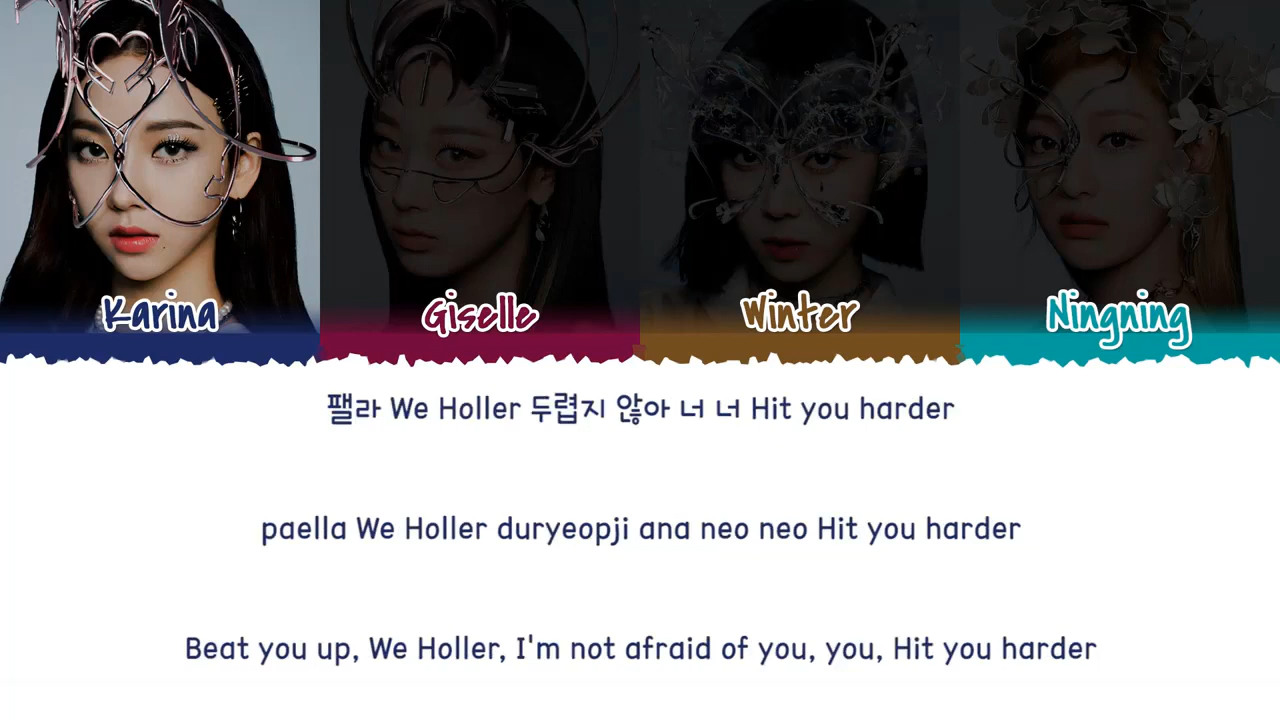 Karina
Giselle
Winter
Ningning
팰라 We Holler 두렵지 않아 너 너 Hit you harder
paella We Holler duryeopji ana neo neo Hit you harder
Beat you up, We Holler, I'm not afraid of you, you, Hit you harder